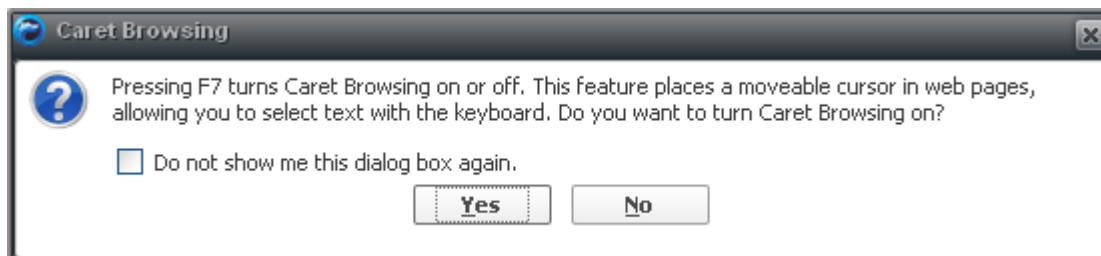 Caret Browsing
Pressing F7 turns Caret Browsing on or off. This feature places a moveable cursor in web pages,
allowing you to select text with the keyboard. Do you want to turn Caret Browsing on?
Do not show me this dialog box again.
Yes No